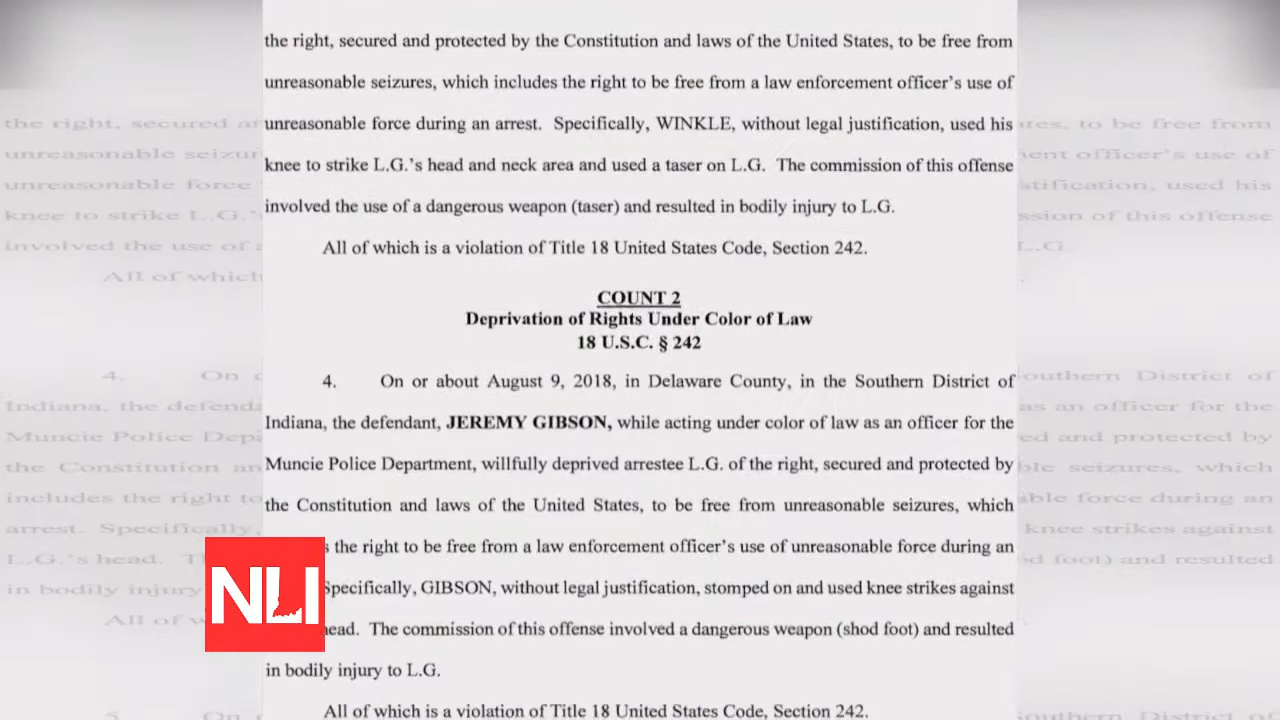 the right, secured and protected by the Constitution and laws of the United States, to be free from
unreasonable seizures, which includes the right to be free from a law enforcement officer's use of
unreasonable force during an arrest. Specifically, WINKLE, without legal justification, used his
knee to strike L.G.'s head and neck area and used a taser on L.G. The commission of this offense
involved the use of a dangerous weapon (taser) and resulted in bodily injury to L.G.
All of which is a violation of Title 18 United States Code, Section 242.
COUNT 2
Deprivation of Rights Under Color of Law
18 U.S.C. § 242
4. On or about August 9, 2018, in Delaware County, in the Southern District of
Indiana, the defendant, JEREMY GIBSON, while acting under color of law as an officer for the
Muncie Police Department, willfully deprived arrestee L.G. of the right, secured and protected by
the Constitution and laws of the United States, to be free from unreasonable seizures, which
the right to be free from a law enforcement officer's use of unreasonable force during an
Specifically, GIBSON, without legal justification, stomped on and used knee strikes against
The commission of this offense involved a dangerous weapon (shod foot) and resulted
in bodily injury to L.G.
All of which is a violation of Title 18 United States Code, Section 242.
NLI